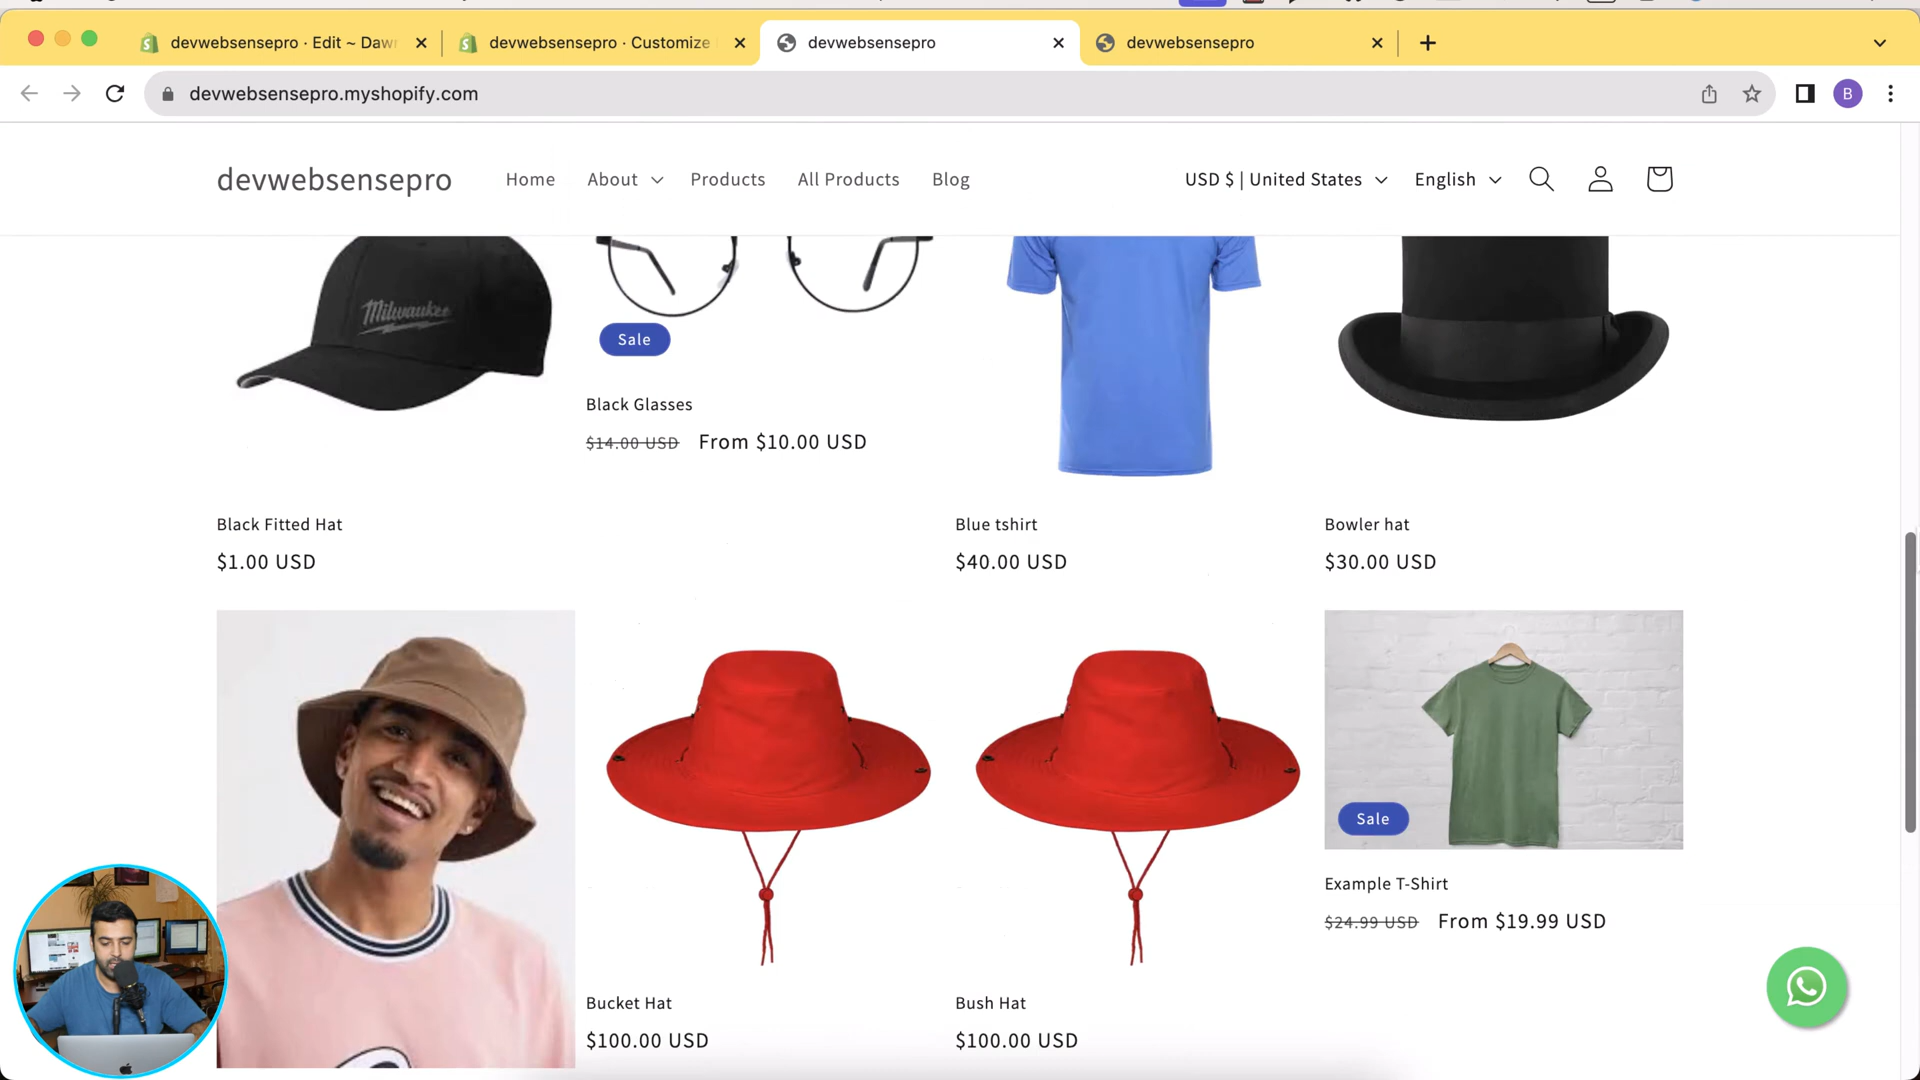 devwebsensepro · Edit ~ Daw
devwebsensepro · Customize
devwebsensepro
devwebsensepro
devwebsensepro.myshopify.com
B
devwebsensepro
Home
About
Products
All Products
Blog
USD $ | United States
English
Milwaukee
Sale
Black Glasses
$14.00 USD From $10.00 USD
Black Fitted Hat
$1.00 USD
Blue tshirt
$40.00 USD
Bowler hat
$30.00 USD
Sale
Example T-Shirt
$24.99 USD From $19.99 USD
Bucket Hat
$100.00 USD
Bush Hat
$100.00 USD